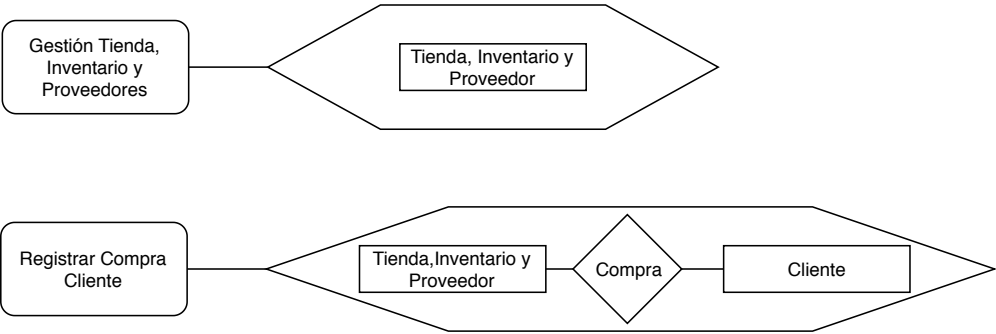 Gestión Tienda,
Inventario y
Proveedores
Tienda, Inventario y
Proveedor
Registrar Compra
Cliente
Tienda,Inventario y
Proveedor
Compra
Cliente